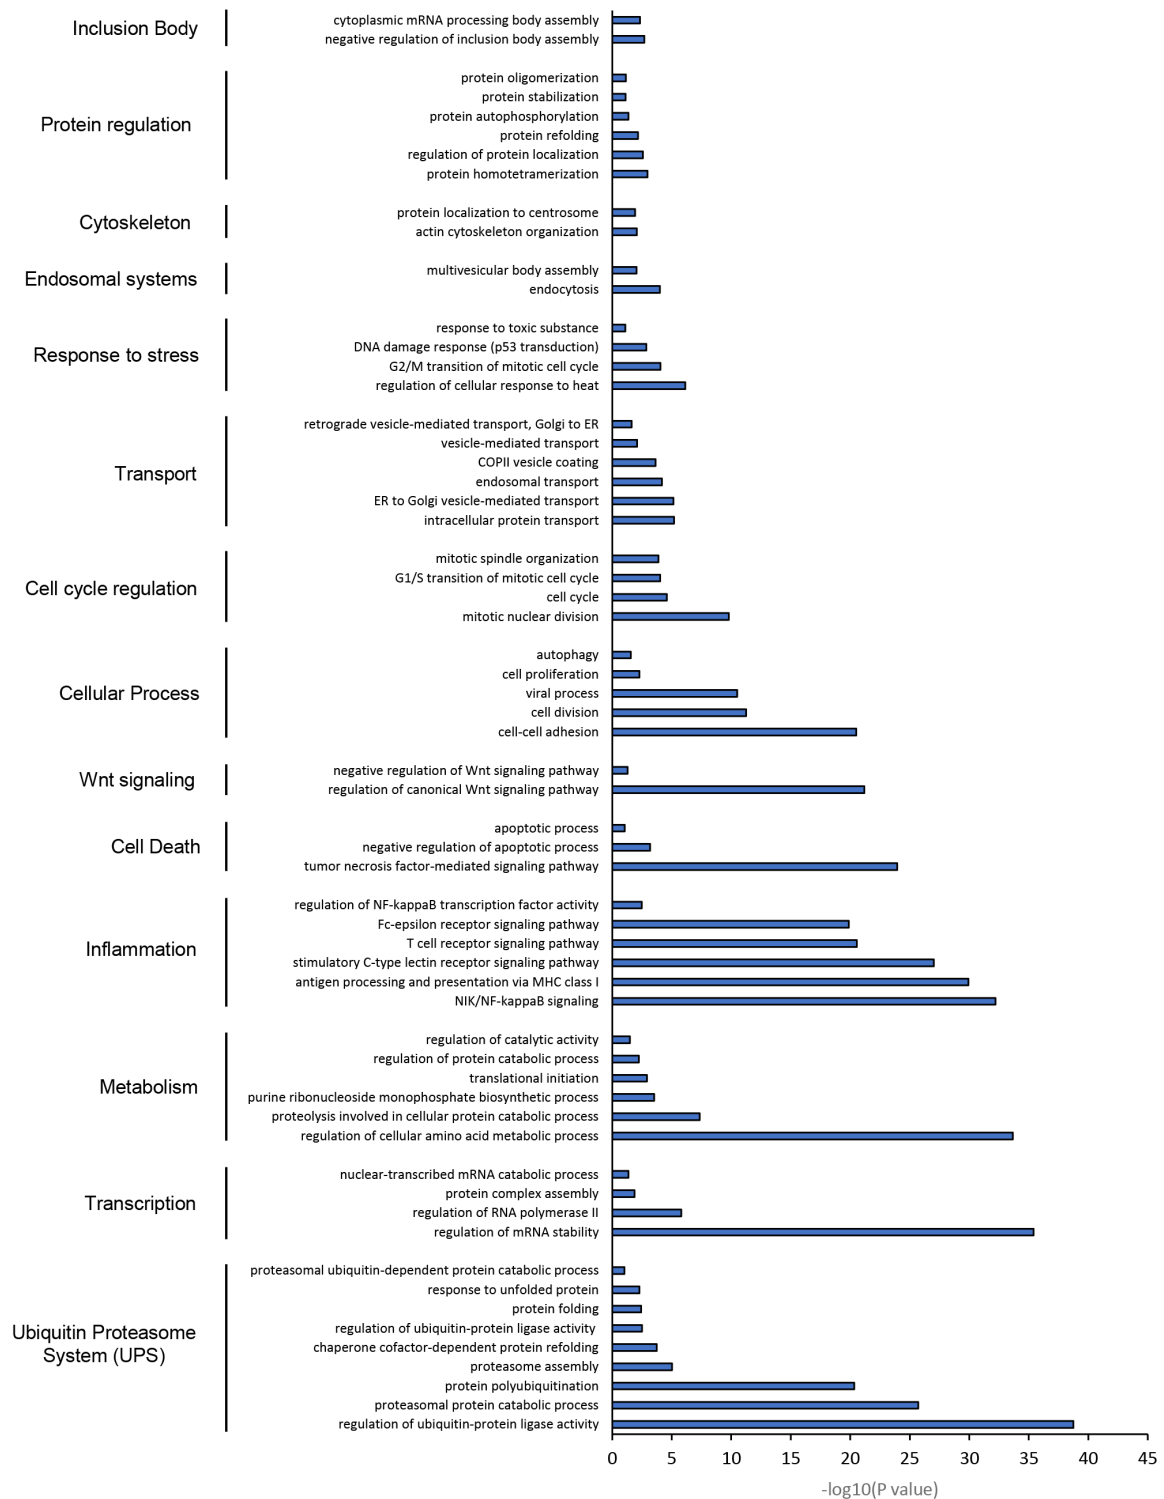 Inclusion Body
cytoplasmic mRNA processing body assembly
negative regulation of inclusion body assembly
Protein regulation
protein oligomerization
protein stabilization
protein autophosphorylation
protein refolding
regulation of protein localization
protein homotetramerization
Cytoskeleton
protein localization to centrosome
actin cytoskeleton organization
Endosomal systems
multivesicular body assembly
endocytosis
Response to stress
response to toxic substance
DNA damage response (p53 transduction)
G2/M transition of mitotic cell cycle
regulation of cellular response to heat
Transport
retrograde vesicle-mediated transport, Golgi to ER
vesicle-mediated transport
COPII vesicle coating
endosomal transport
ER to Golgi vesicle-mediated transport
intracellular protein transport
Cell cycle regulation
mitotic spindle organization
G1/S transition of mitotic cell cycle
cell cycle
mitotic nuclear division
Cellular Process
autophagy
cell proliferation
viral process
cell division
cell-cell adhesion
Wnt signaling
negative regulation of Wnt signaling pathway
regulation of canonical Wnt signaling pathway
Cell Death
apoptotic process
negative regulation of apoptotic process
tumor necrosis factor-mediated signaling pathway
Inflammation
regulation of NF-kappaB transcription factor activity
Fc-epsilon receptor signaling pathway
T cell receptor signaling pathway
stimulatory C-type lectin receptor signaling pathway
antigen processing and presentation via MHC class I
NIK/NF-kappaB signaling
Metabolism
regulation of catalytic activity
regulation of protein catabolic process
translational initiation
purine ribonucleoside monophosphate biosynthetic process
proteolysis involved in cellular protein catabolic process
regulation of cellular amino acid metabolic process
Transcription
nuclear-transcribed mRNA catabolic process
protein complex assembly
regulation of RNA polymerase II
regulation of mRNA stability
Ubiquitin Proteasome
System (UPS)
proteasomal ubiquitin-dependent protein catabolic process
response to unfolded protein
protein folding
regulation of ubiquitin-protein ligase activity
chaperone cofactor-dependent protein refolding
proteasome assembly
protein polyubiquitination
proteasomal protein catabolic process
regulation of ubiquitin-protein ligase activity
0 5 10 15 20 25 30 35 40 45
-log10(P value)